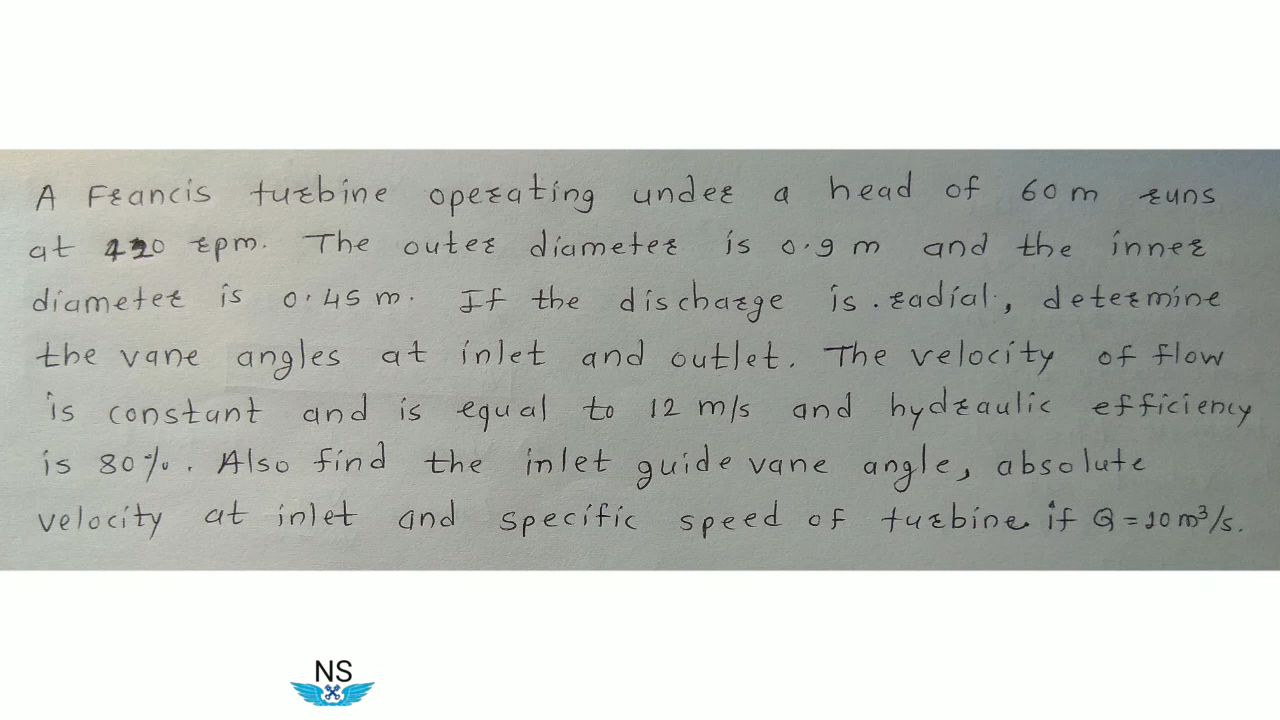 A Francis turbine operating under a head of 60 m runs
at 420 rpm. The outer diameter is 0.9 m and the inner
diameter is 0.45 m. If the discharge is radial, determine
the vane angles at inlet and outlet. The velocity of flow
is constant and is equal to 12 m/s and hydraulic efficiency
is 80%. Also find the inlet guide vane angle, absolute
velocity at inlet and specific speed of turbine if Q = 10 m³/s.
NS